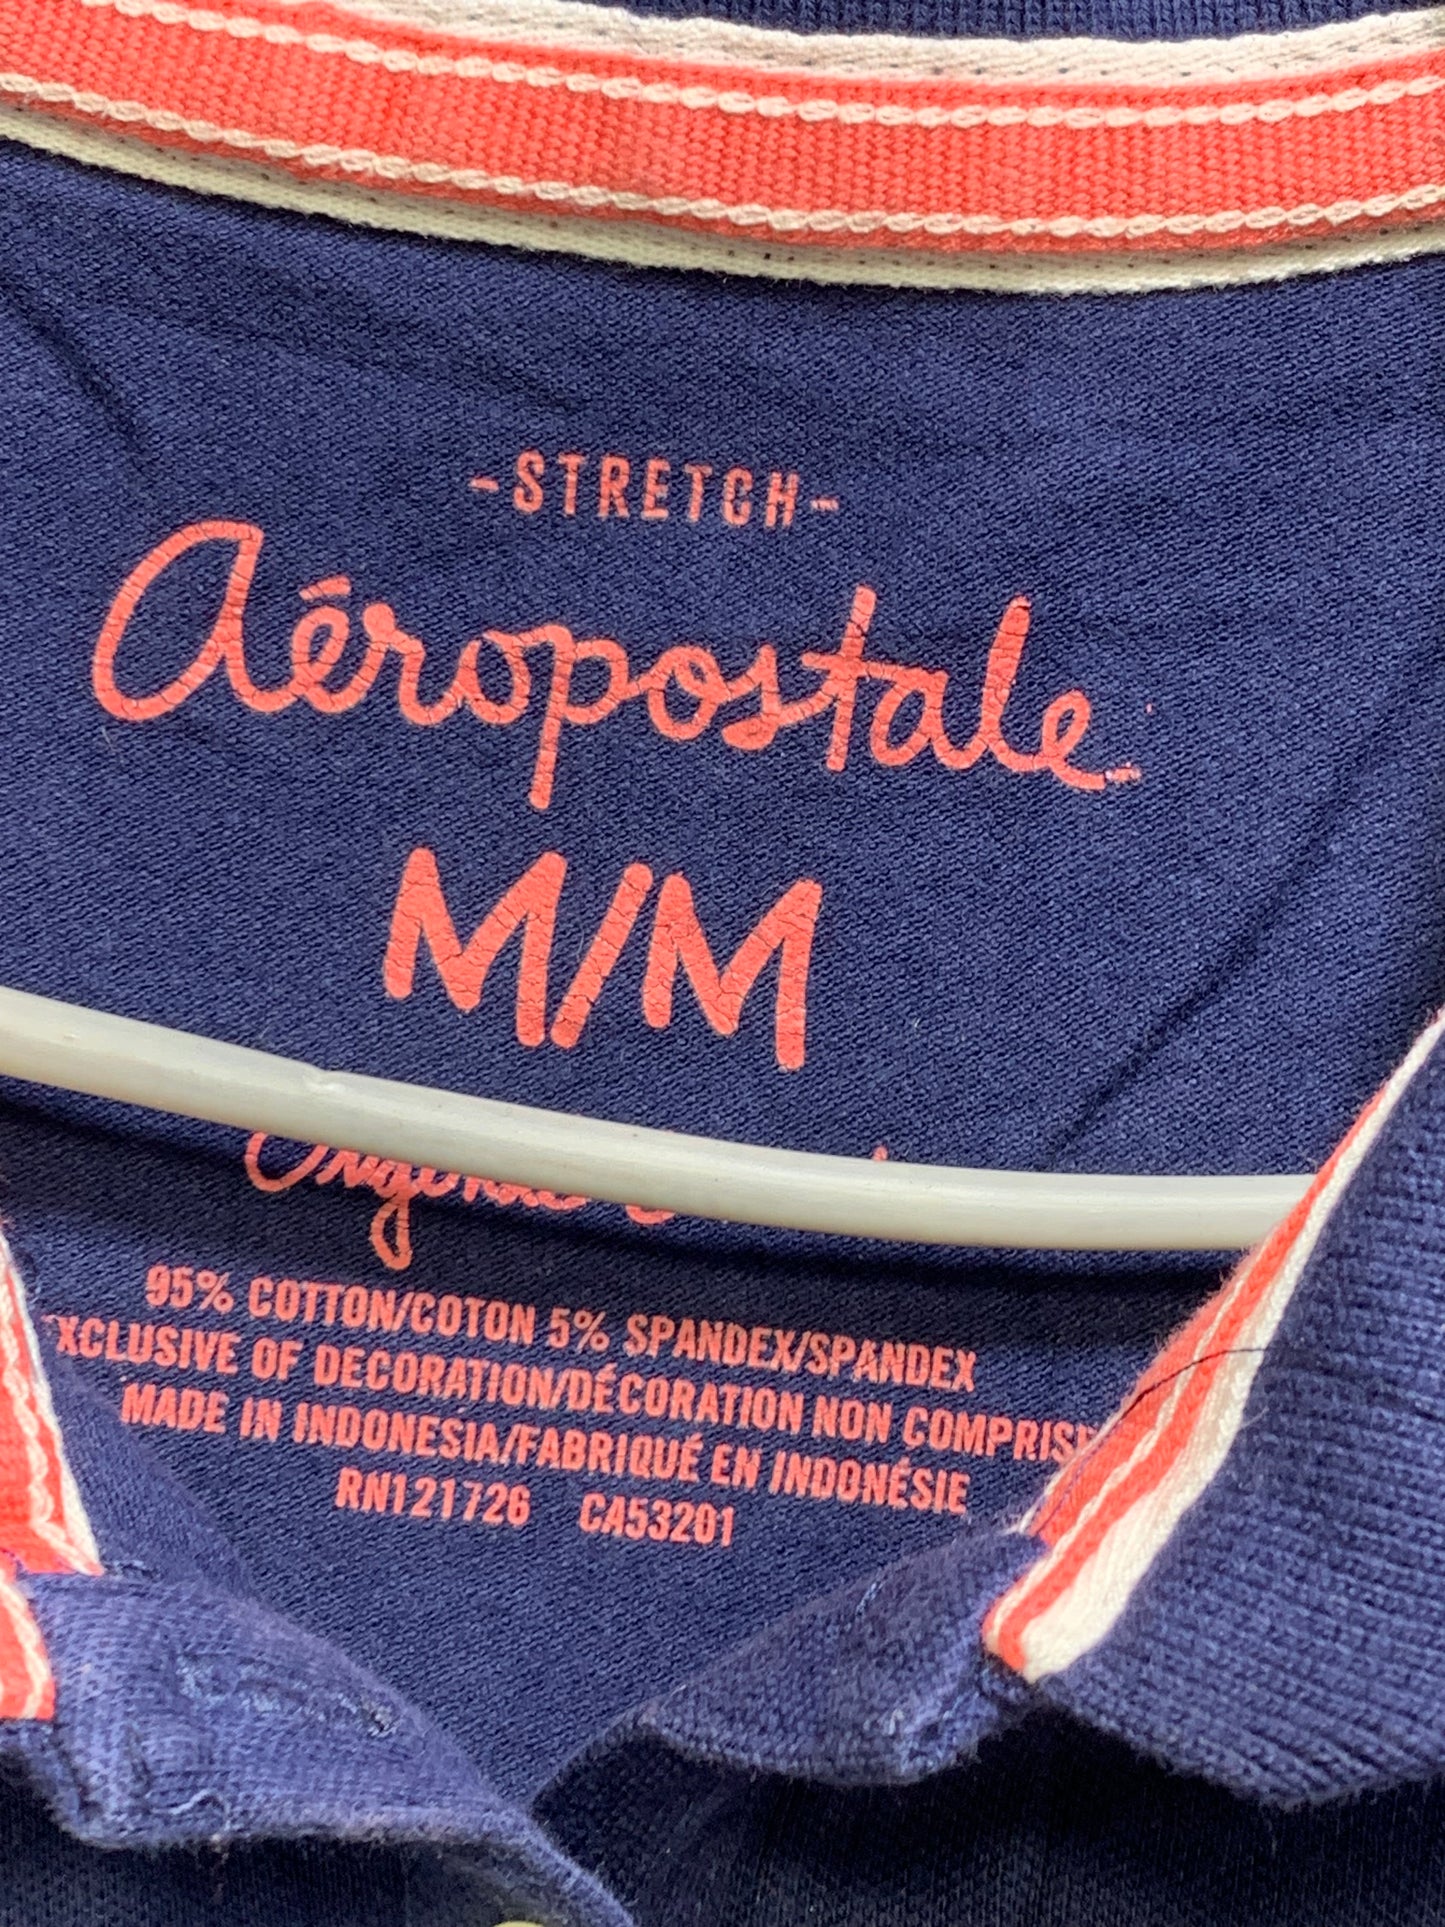 -STRETCH-
Aéropostale
M/M
95% COTTON/COTON 5% SPANDEX/SPANDEX
XCLUSIVE OF DECORATION/DÉCORATION NON COMPRISE
MADE IN INDONESIA/FABRIQUÉ EN INDONÉSIE
RN121726 CA53201